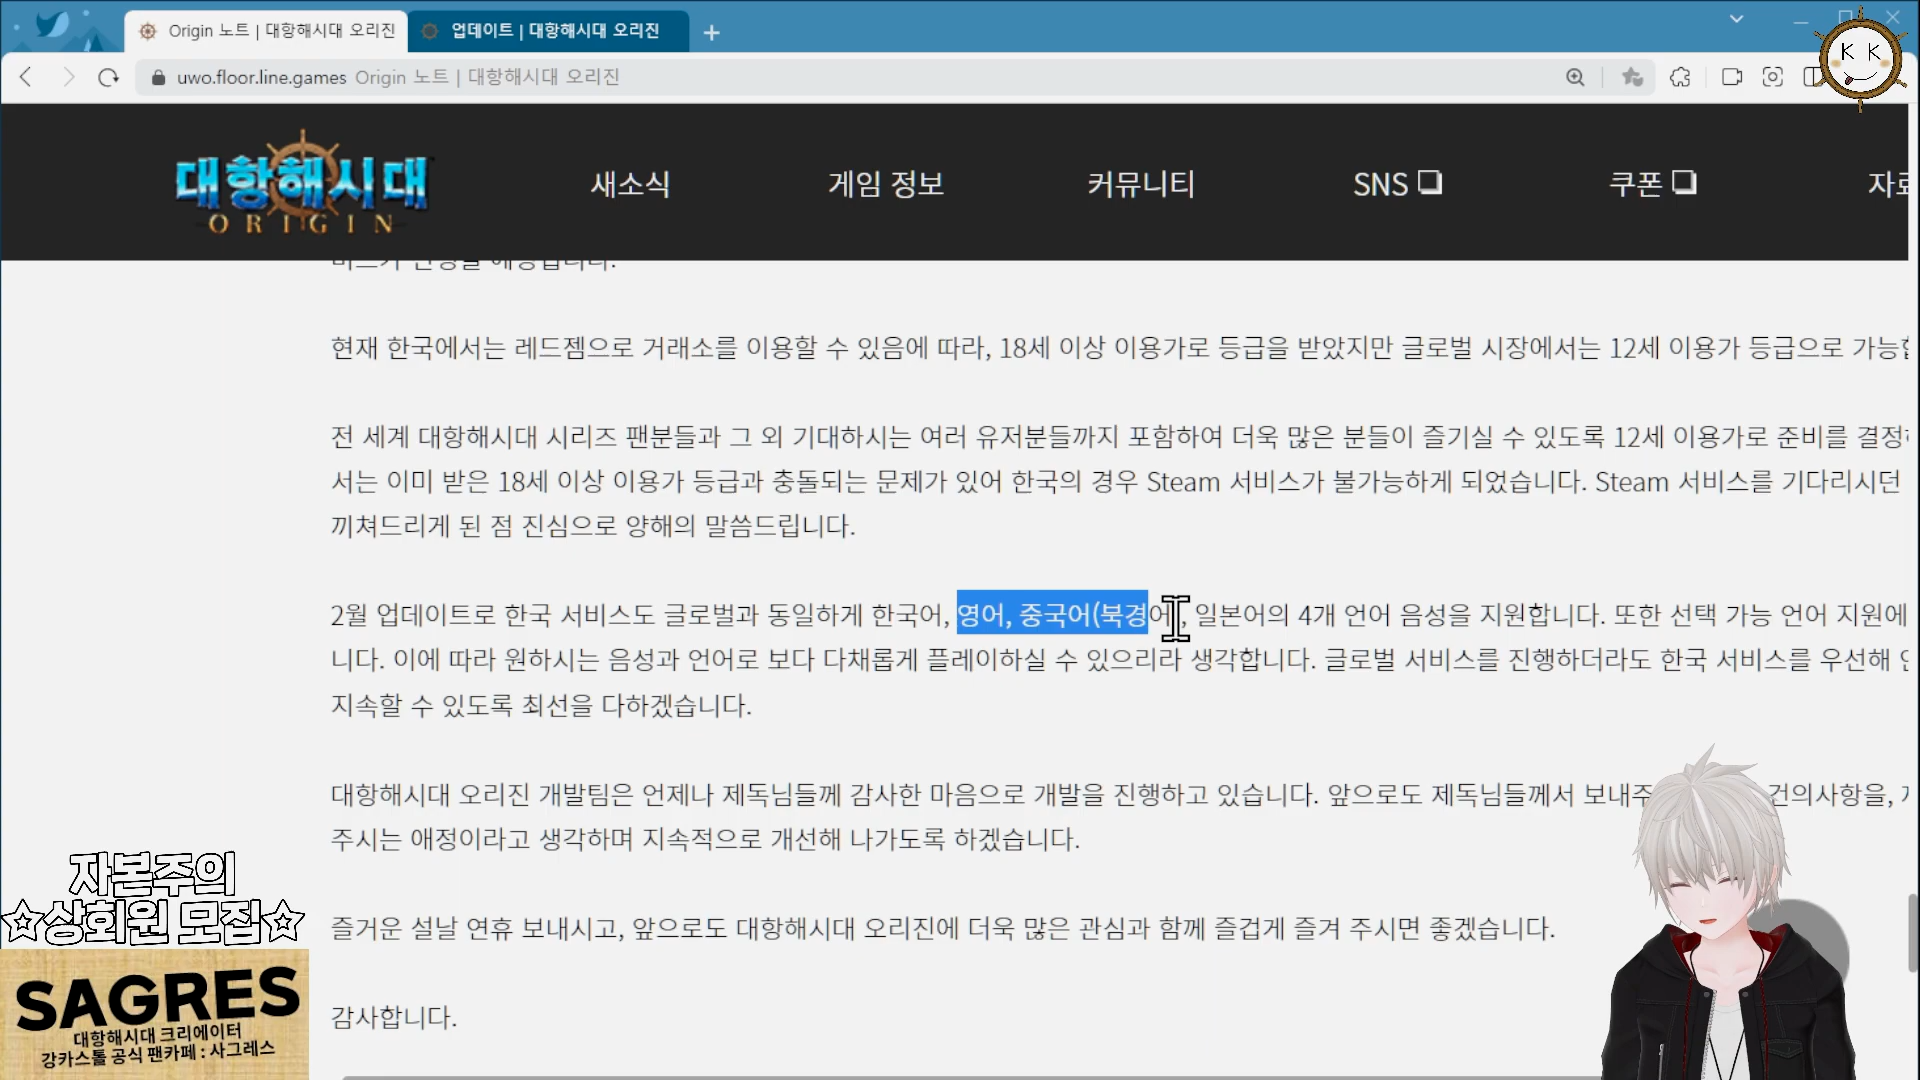 Origin 노트 | 대항해시대 오리진
업데이트 | 대항해시대 오리진
uwo.floor.line.games Origin 노트 | 대항해시대 오리진
K K
대항해시대
ORIGIN
새소식
게임 정보
커뮤니티
SNS
쿠폰
현재 한국에서는 레드젬으로 거래소를 이용할 수 있음에 따라, 18세 이상 이용가로 등급을 받았지만 글로벌 시장에서는 12세 이용가 등급으로
전 세계 대항해시대 시리즈 팬분들과 그 외 기대하시는 여러 유저분들까지 포함하여 더욱 많은 분들이 즐기실 수 있도록 12세 이용가로 준비를
서는 이미 받은 18세 이상 이용가 등급과 충돌되는 문제가 있어 한국의 경우 Steam 서비스가 불가능하게 되었습니다. Steam 서비스를 기다리시던
끼쳐드리게 된 점 진심으로 양해의 말씀드립니다.
2월 업데이트로 한국 서비스도 글로벌과 동일하게 한국어, 영어, 중국어(북경어), 일본어의 4개 언어 음성을 지원합니다. 또한 선택 가능 언어 지원에
니다. 이에 따라 원하시는 음성과 언어로 보다 다채롭게 플레이하실 수 있으리라 생각합니다. 글로벌 서비스를 진행하더라도 한국 서비스를 우선해
지속할 수 있도록 최선을 다하겠습니다.
대항해시대 오리진 개발팀은 언제나 제독님들께 감사한 마음으로 개발을 진행하고 있습니다. 앞으로도 제독님들께서 건의사항을,
주시는 애정이라고 생각하며 지속적으로 개선해 나가도록 하겠습니다.
즐거운 설날 연휴 보내시고, 앞으로도 대항해시대 오리진에 더욱 많은 관심과 함께 즐겁게 즐겨 주시면 좋겠습니다.
감사합니다.
자본주의
☆상회원 모집☆
SAGRES
대항해시대 크리에이터
강카스톨 공식 팬카페 : 사그레스